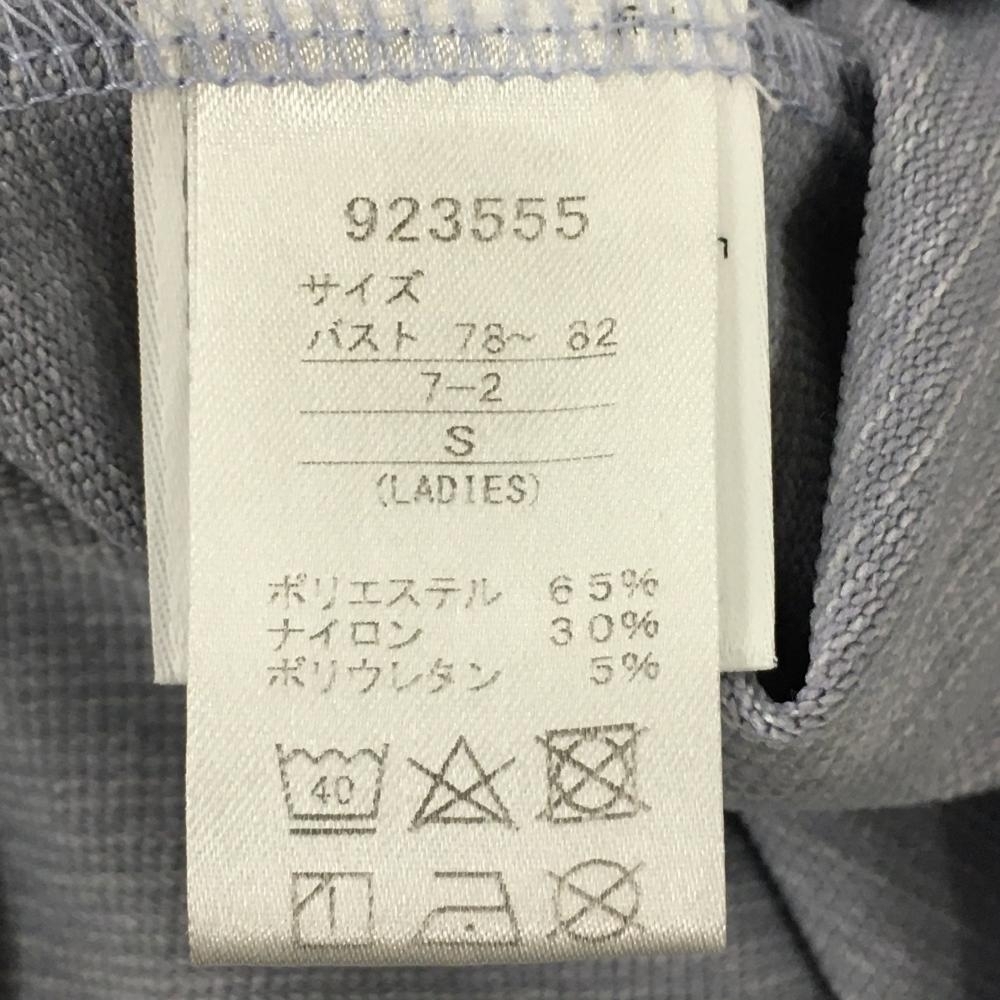 923555
サイズ
バスト 78~ 82
7-2
S
(LADIES)
ポリエステル 65%
ナイロン 30%
ポリウレタン 5%
40